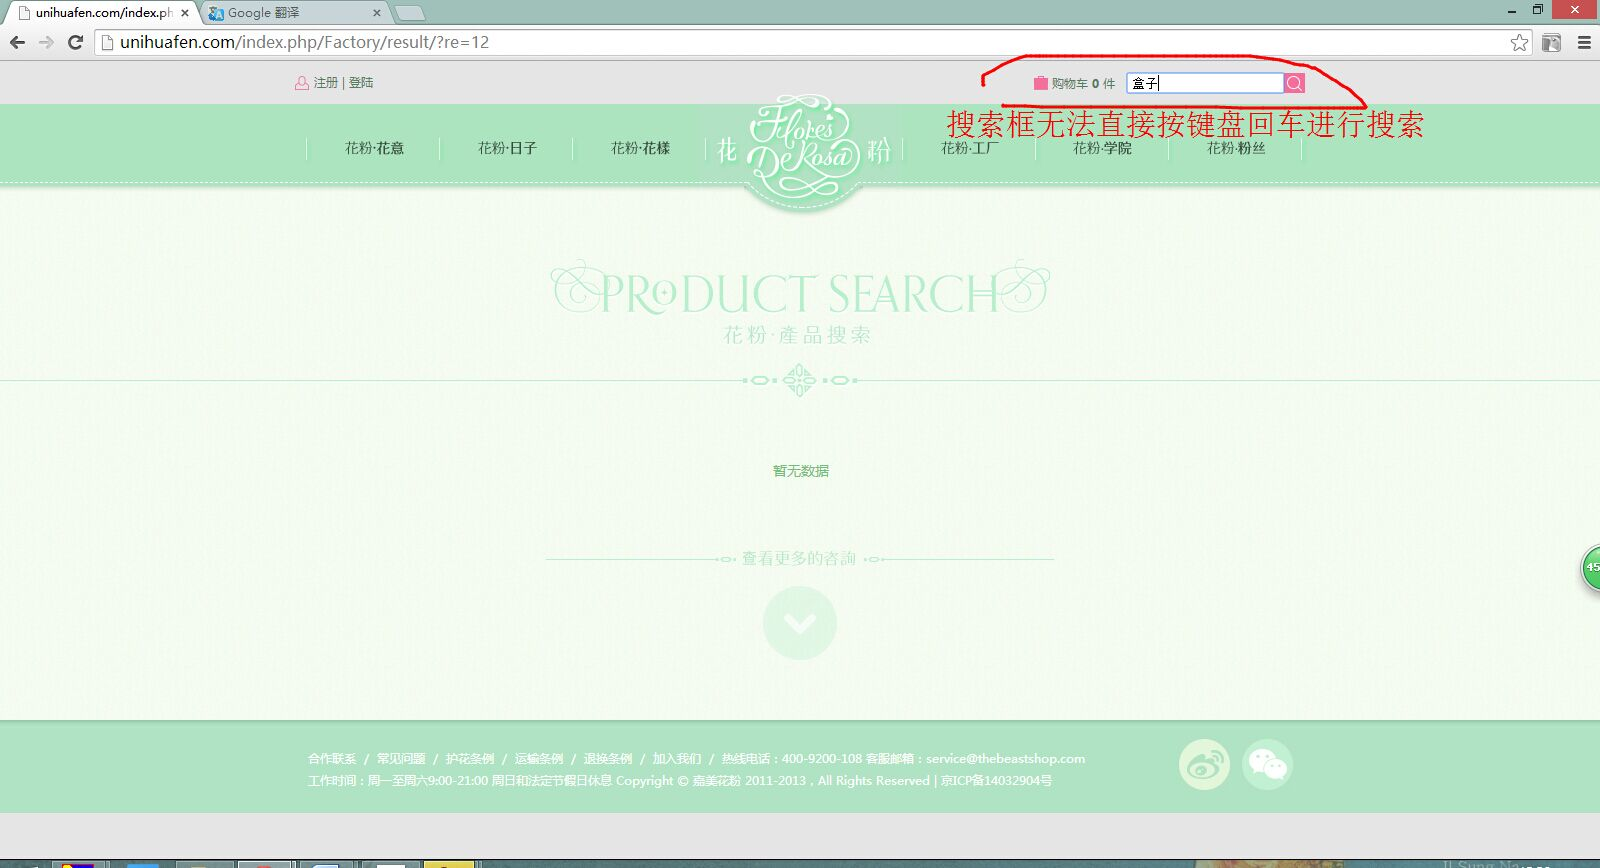 unihuafen.com/index.ph
Google 翻译
unihuafen.com/index.php/Factory/result/?re=12
注册 | 登陆
购物车 0 件
盒子
搜索框无法直接按键盘回车进行搜索
花粉·花意
花粉·日子
花粉·花樣
花
Flores
De Rosa
粉
花粉·工厂
花粉·学院
花粉·粉丝
PRODUCT SEARCH
花粉·產品搜索
暂无数据
查看更多的咨詢
45
合作联系 / 常见问题 / 护花条例 / 运输条例 / 退换条例 / 加入我们 / 热线电话：400-9200-108 客服邮箱：service@thebeastshop.com
工作时间：周一至周六9:00-21:00 周日和法定节假日休息 Copyright © 嘉美花粉 2011-2013，All Rights Reserved | 京ICP备14032904号